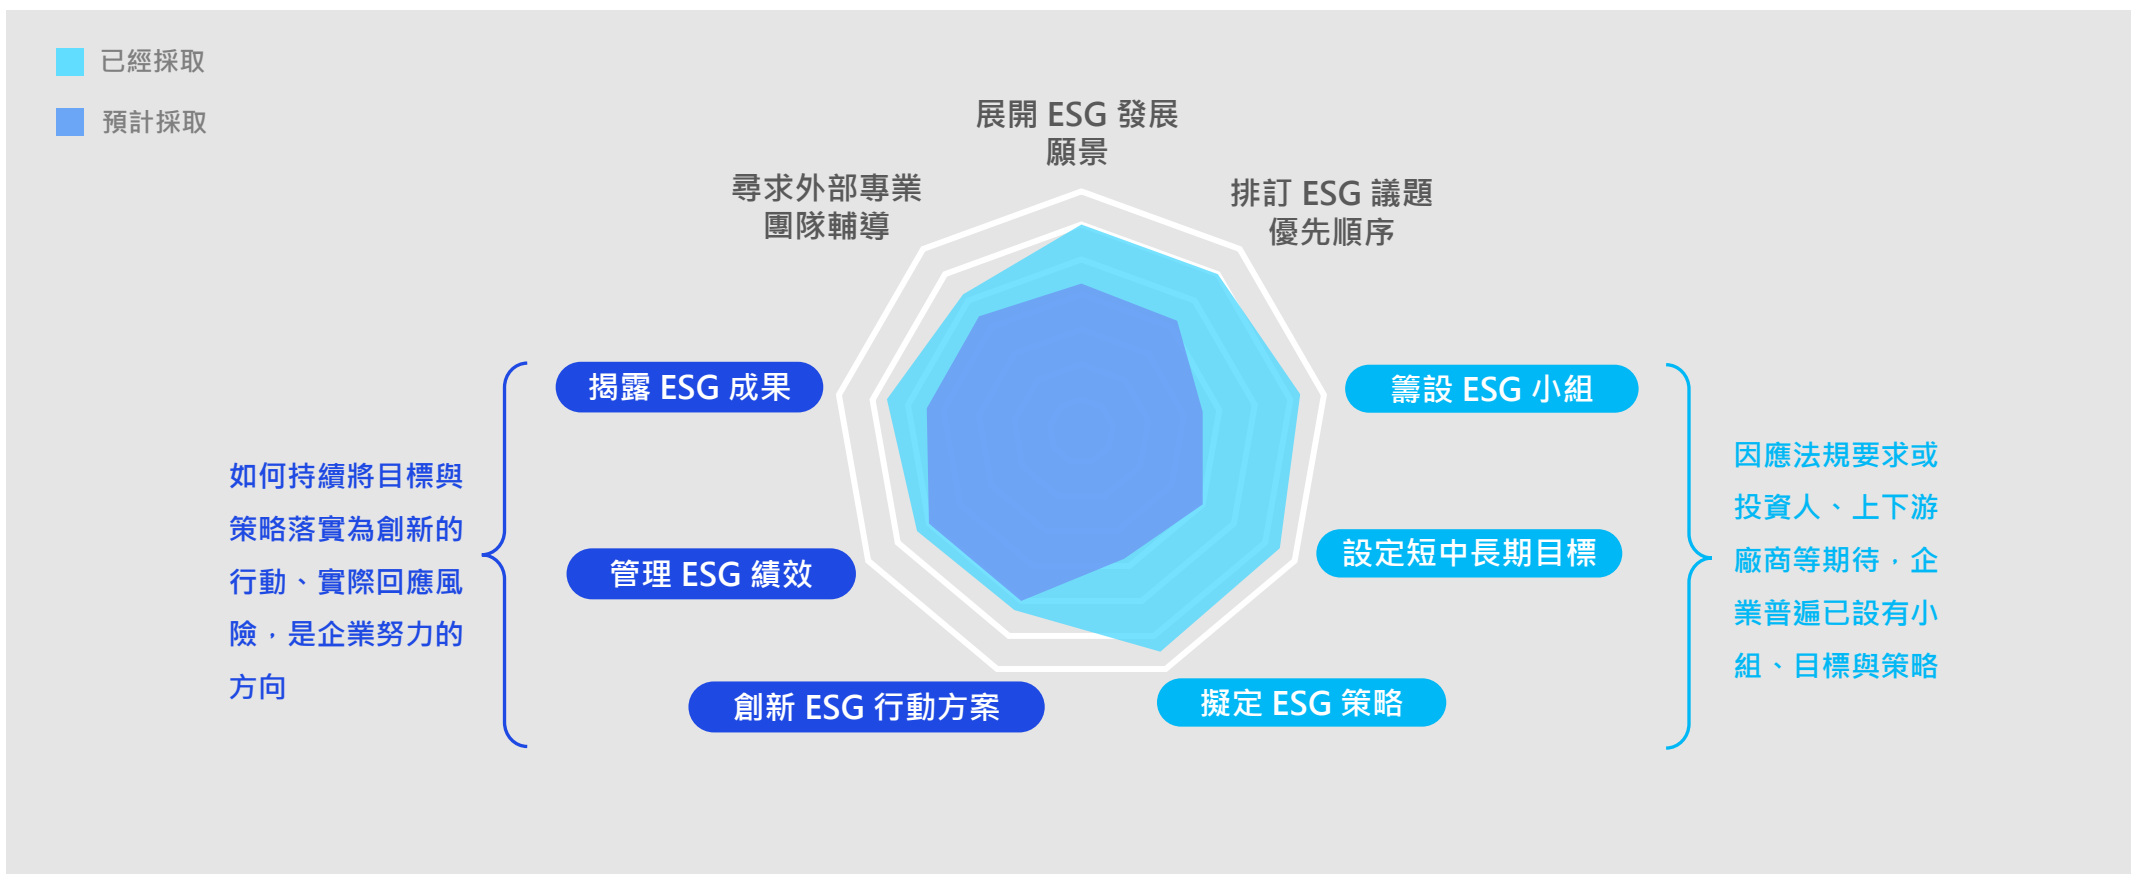 已經採取
預計採取
展開 ESG 發展
願景
尋求外部專業
團隊輔導
排訂 ESG 議題
優先順序
揭露 ESG 成果
籌設 ESG 小組
管理 ESG 績效
設定短中長期目標
創新 ESG 行動方案
擬定 ESG 策略
如何持續將目標與
策略落實為創新的
行動、實際回應風
險，是企業努力的
方向
因應法規要求或
投資人、上下游
廠商等期待，企
業普遍已設有小
組、目標與策略